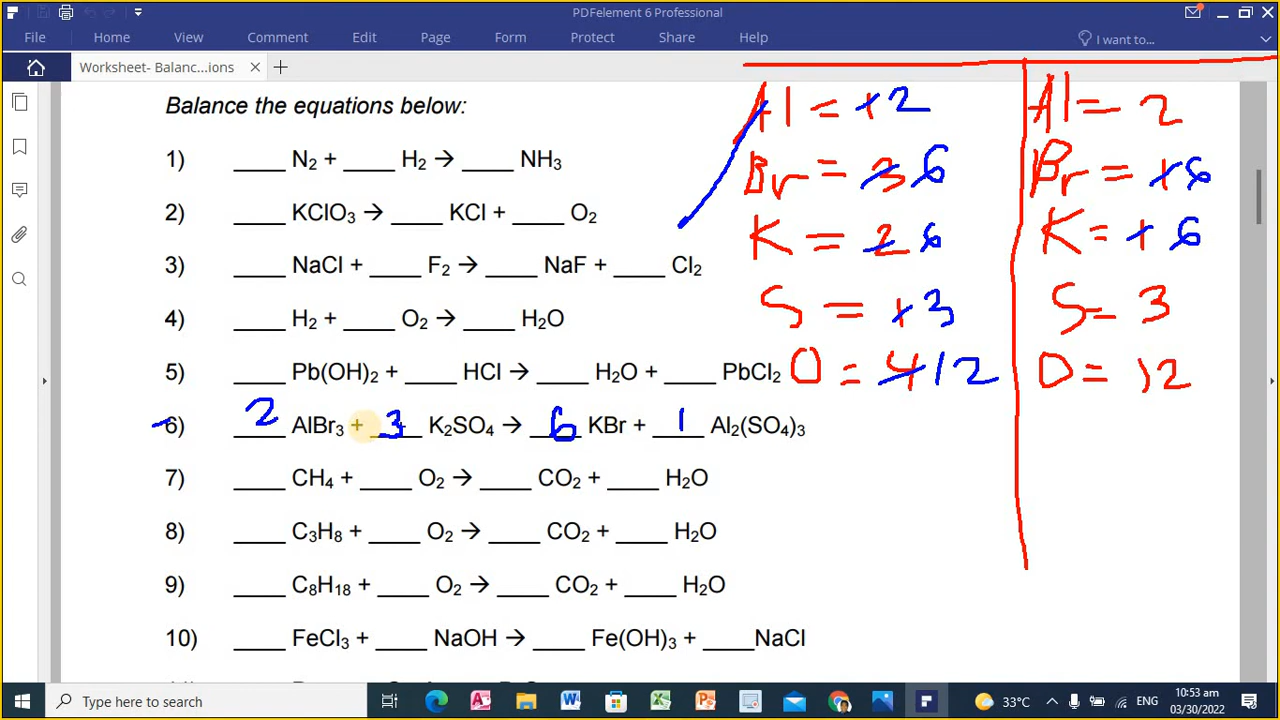 PDFelement 6 Professional
File Home View Comment Edit Page Form Protect Share Help I want to...
Worksheet- Balanc...ions
Balance the equations below:
1) ____ N₂ + ____ H₂ → ____ NH₃
2) ____ KClO₃ → ____ KCl + ____ O₂
3) ____ NaCl + ____ F₂ → ____ NaF + ____ Cl₂
4) ____ H₂ + ____ O₂ → ____ H₂O
5) ____ Pb(OH)₂ + ____ HCl → ____ H₂O + ____ PbCl₂
6) 2 AlBr₃ + 3 K₂SO₄ → 6 KBr + 1 Al₂(SO₄)₃
7) ____ CH₄ + ____ O₂ → ____ CO₂ + ____ H₂O
8) ____ C₃H₈ + ____ O₂ → ____ CO₂ + ____ H₂O
9) ____ C₈H₁₈ + ____ O₂ → ____ CO₂ + ____ H₂O
10) ____ FeCl₃ + ____ NaOH → ____ Fe(OH)₃ + ____NaCl
Al = 1 2
Br = 3 6
K = 2 6
S = 1 3
O = 4 12
Al = 2
Br = 1 6
K = 1 6
S = 3
O = 12
Type here to search
33°C
ENG
10:53 am
03/30/2022